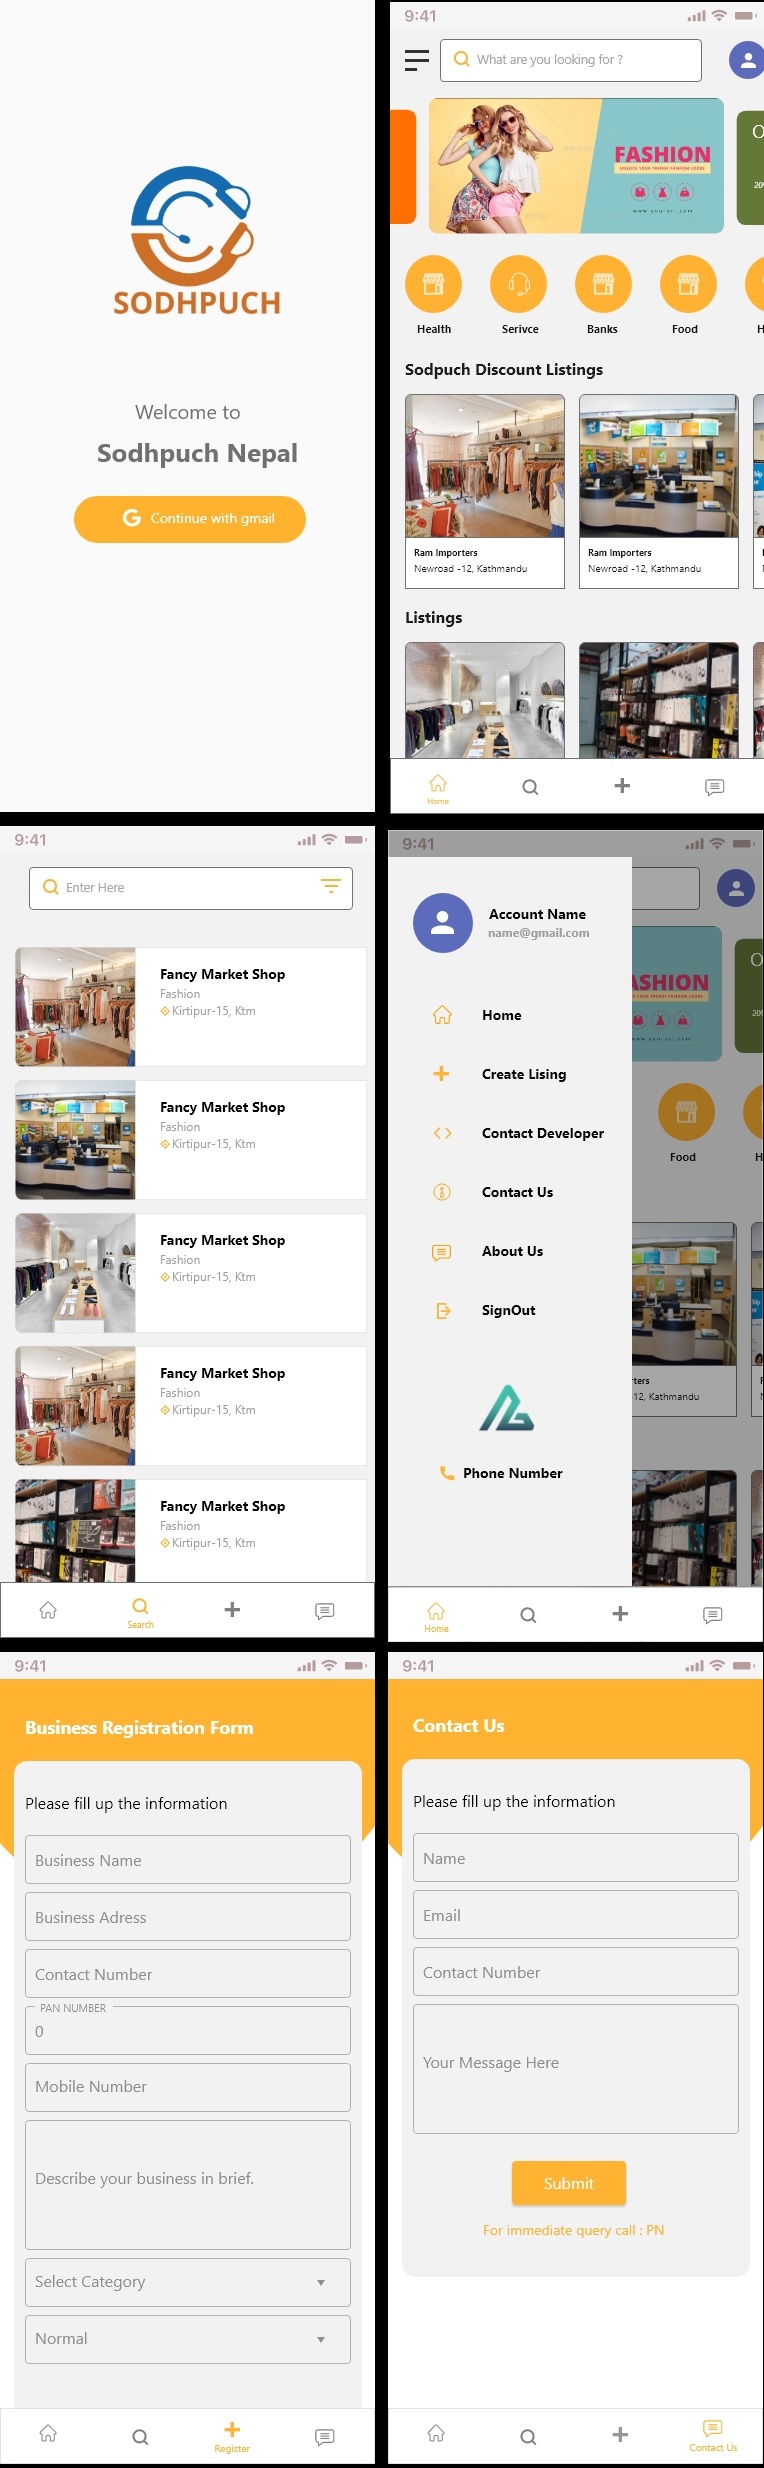 SODHPUCH
Welcome to
Sodhpuch Nepal
Continue with gmail
9:41
What are you looking for ?
FASHION
UNLOCK YOUR TRENDY FASHION LOOKS
O
20%
Health
Serivce
Banks
Food
H
Sodpuch Discount Listings
Ram Importers
Newroad -12, Kathmandu
Ram Importers
Newroad -12, Kathmandu
Listings
Home
9:41
Enter Here
Fancy Market Shop
Fashion
Kirtipur-15, Ktm
Fancy Market Shop
Fashion
Kirtipur-15, Ktm
Fancy Market Shop
Fashion
Kirtipur-15, Ktm
Fancy Market Shop
Fashion
Kirtipur-15, Ktm
Fancy Market Shop
Fashion
Kirtipur-15, Ktm
Search
9:41
Account Name
name@gmail.com
Home
Create Lising
Contact Developer
Contact Us
About Us
SignOut
Phone Number
ASHION
O
Food
H
rters
12, Kathmandu
Home
9:41
Business Registration Form
Please fill up the information
Business Name
Business Adress
Contact Number
PAN NUMBER
0
Mobile Number
Describe your business in brief.
Select Category
Normal
Register
9:41
Contact Us
Please fill up the information
Name
Email
Contact Number
Your Message Here
Submit
For immediate query call : PN
Contact Us